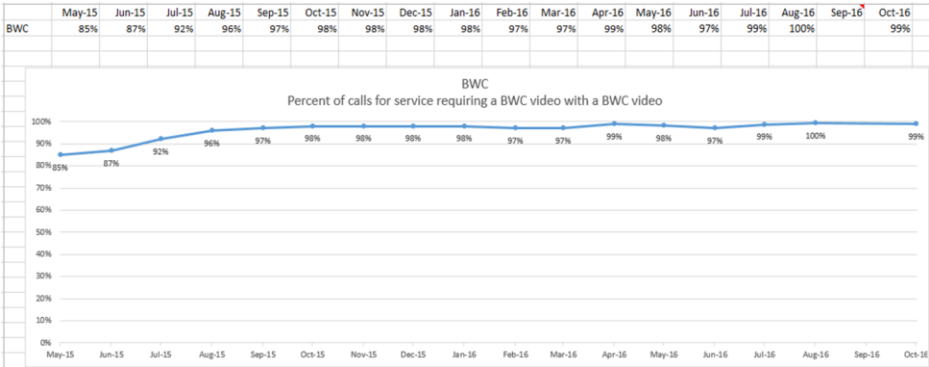 May-15 Jun-15 Jul-15 Aug-15 Sep-15 Oct-15 Nov-15 Dec-15 Jan-16 Feb-16 Mar-16 Apr-16 May-16 Jun-16 Jul-16 Aug-16 Sep-16 Oct-16
BWC 85% 87% 92% 96% 97% 98% 98% 98% 98% 97% 97% 99% 98% 97% 99% 100% 99%
BWC
Percent of calls for service requiring a BWC video with a BWC video
100%
90%
80%
70%
60%
50%
40%
30%
20%
10%
0%
85% 87% 92% 96% 97% 98% 98% 98% 98% 97% 97% 99% 98% 97% 99% 100% 99%
May-15 Jun-15 Jul-15 Aug-15 Sep-15 Oct-15 Nov-15 Dec-15 Jan-16 Feb-16 Mar-16 Apr-16 May-16 Jun-16 Jul-16 Aug-16 Sep-16 Oct-16